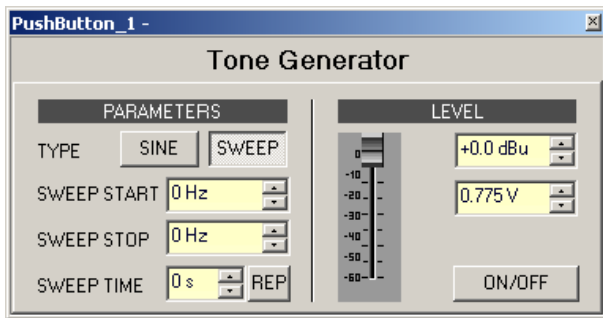 PushButton_1 -
Tone Generator
PARAMETERS
TYPE SINE SWEEP
SWEEP START 0 Hz
SWEEP STOP 0 Hz
SWEEP TIME 0 s REP
LEVEL
0
-10
-20
-30
-40
-50
-60
+0.0 dBu
0.775 V
ON/OFF